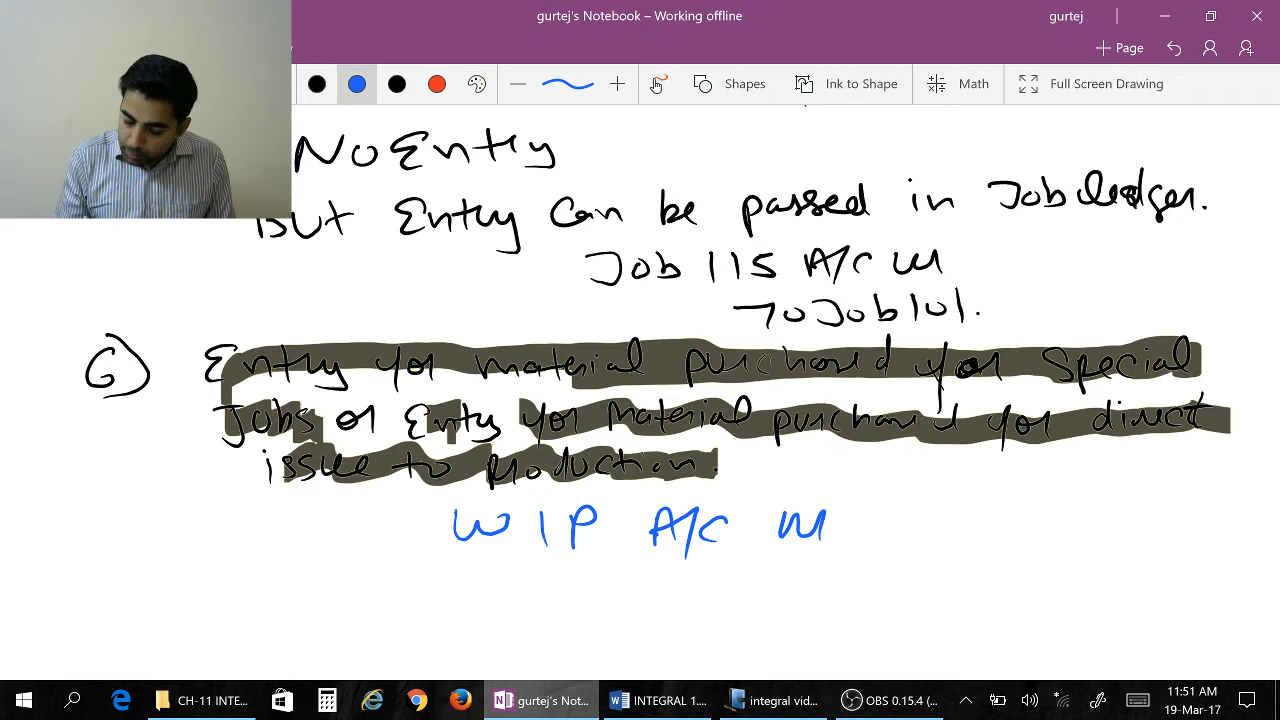 gurtej's Notebook – Working offline
gurtej
Page
Shapes
Ink to Shape
Math
Full Screen Drawing
No Entry
But Entry can be passed in Job ledger.
Job 115 A/c Dr
To Job 101.
6) Entry for material purchased for special
Jobs or Entry for material purchased for direct
issue to production.
WIP A/C Dr
CH-11 INTE...
gurtej's Not...
INTEGRAL 1...
integral vid...
OBS 0.15.4 (...
11:51 AM
19-Mar-17